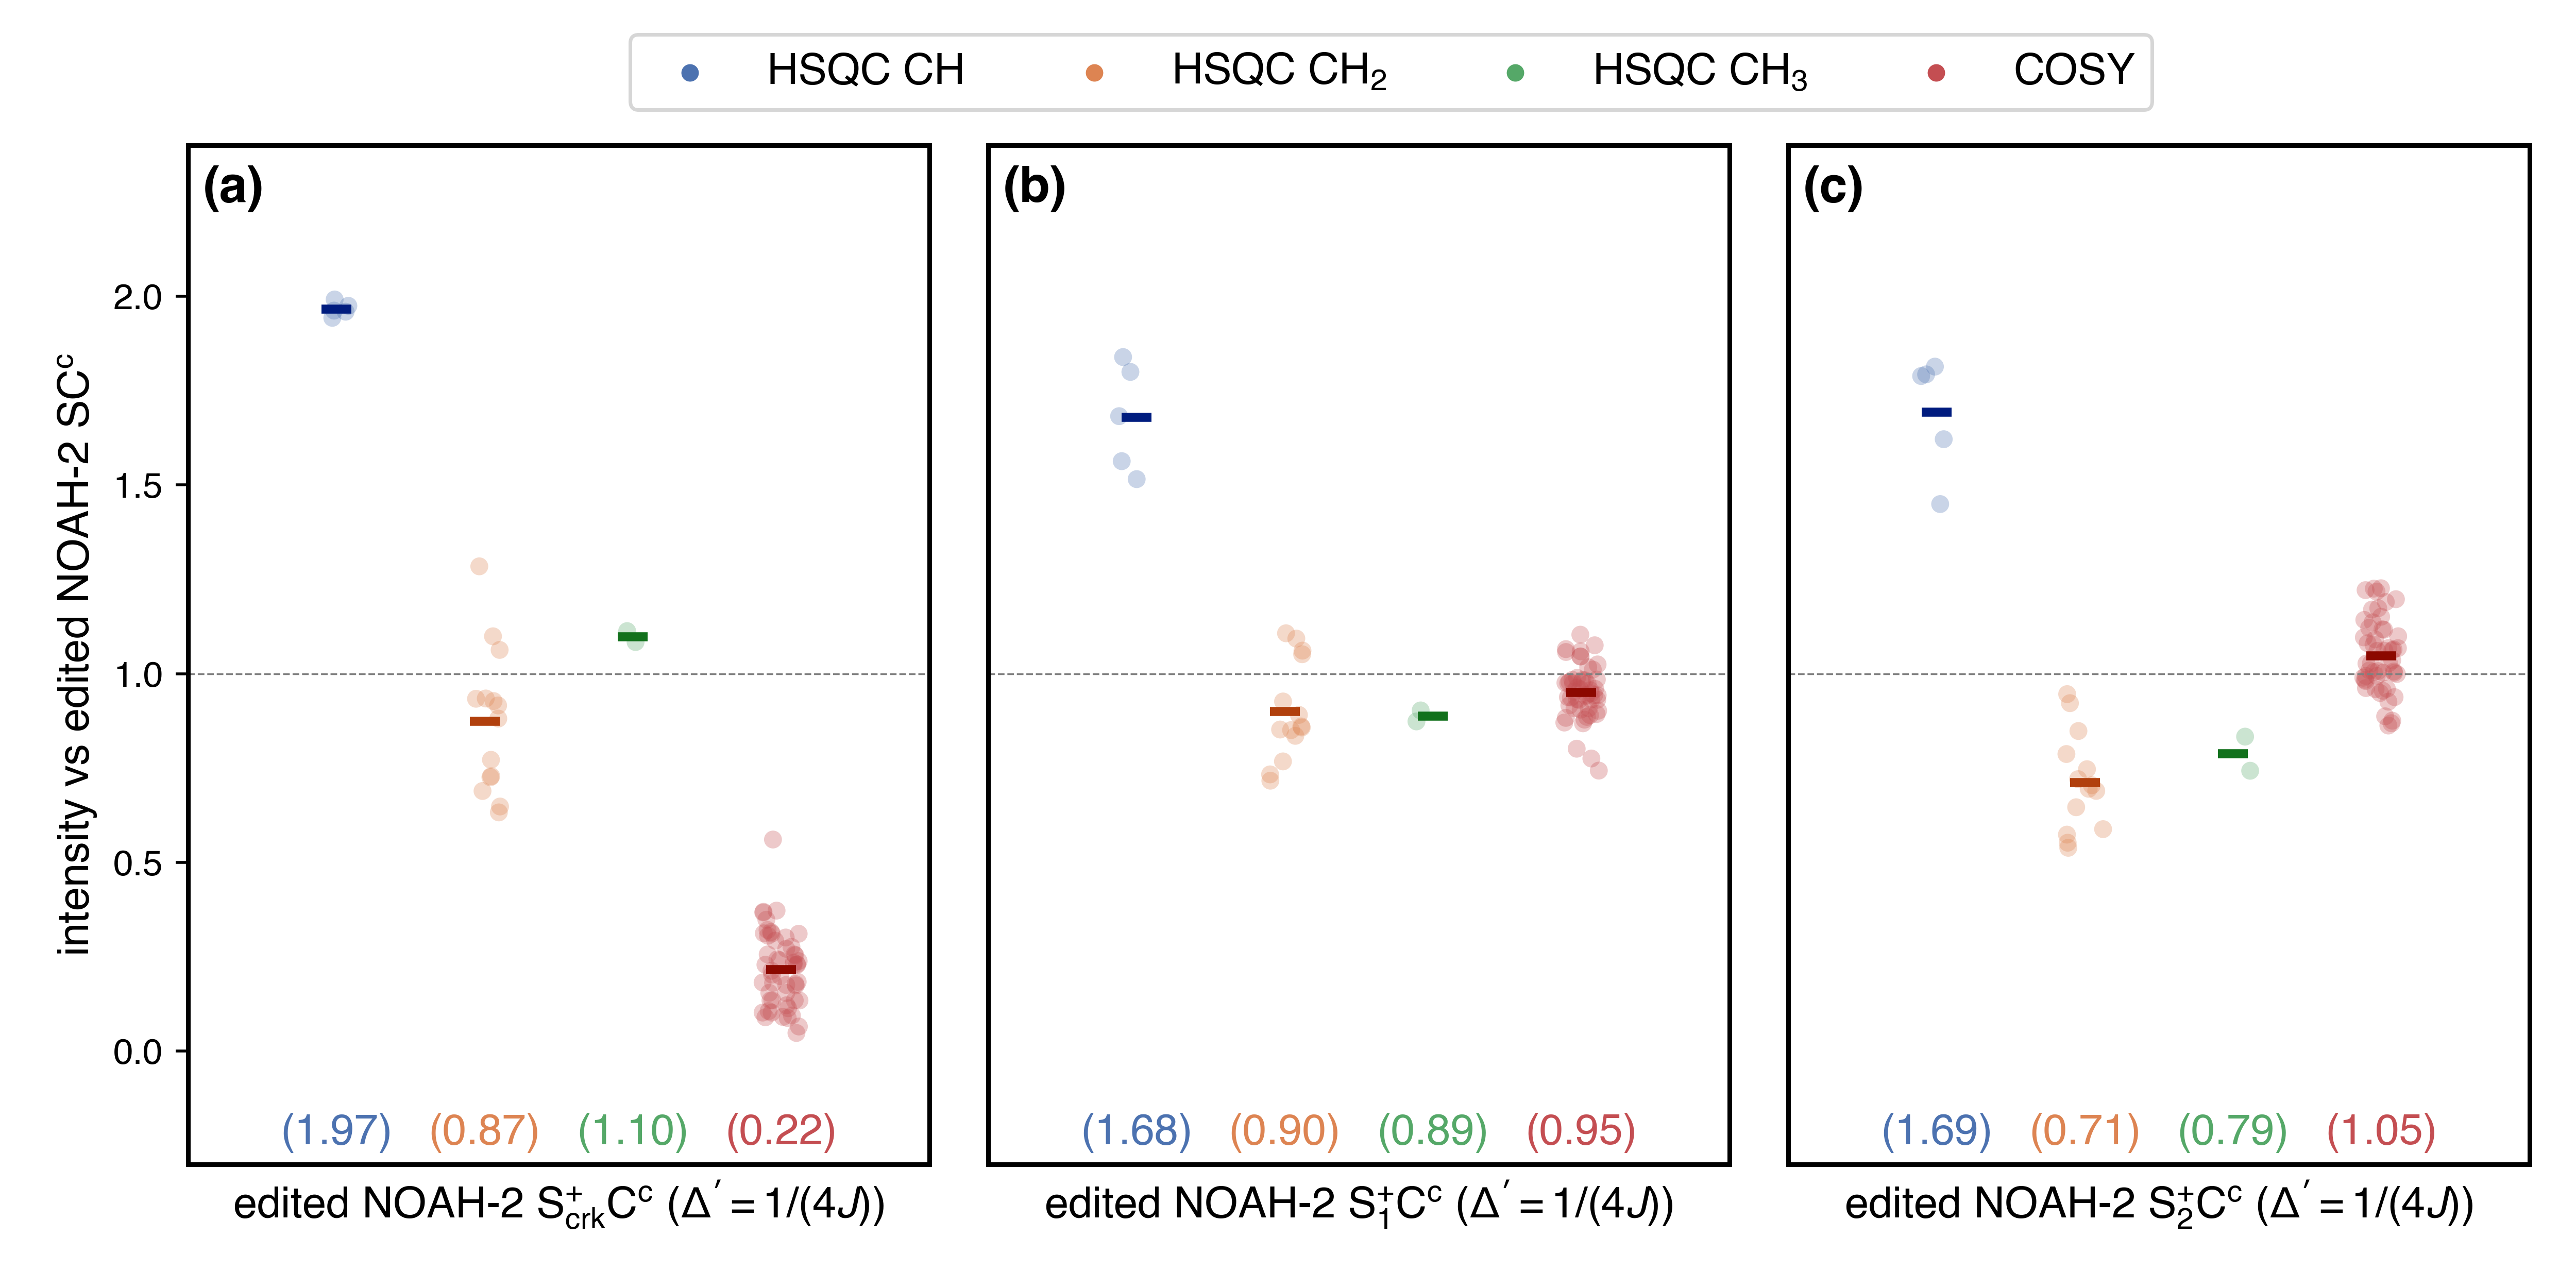 HSQC CH HSQC CH₂ HSQC CH₃ COSY
(a) (b) (c)
intensity vs edited NOAH-2 SCᶜ
2.0
1.5
1.0
0.5
0.0
(1.97) (0.87) (1.10) (0.22)
(1.68) (0.90) (0.89) (0.95)
(1.69) (0.71) (0.79) (1.05)
edited NOAH-2 S⁺crkCᶜ (Δ′ = 1/(4J))
edited NOAH-2 S⁺₁Cᶜ (Δ′ = 1/(4J))
edited NOAH-2 S⁺₂Cᶜ (Δ′ = 1/(4J))